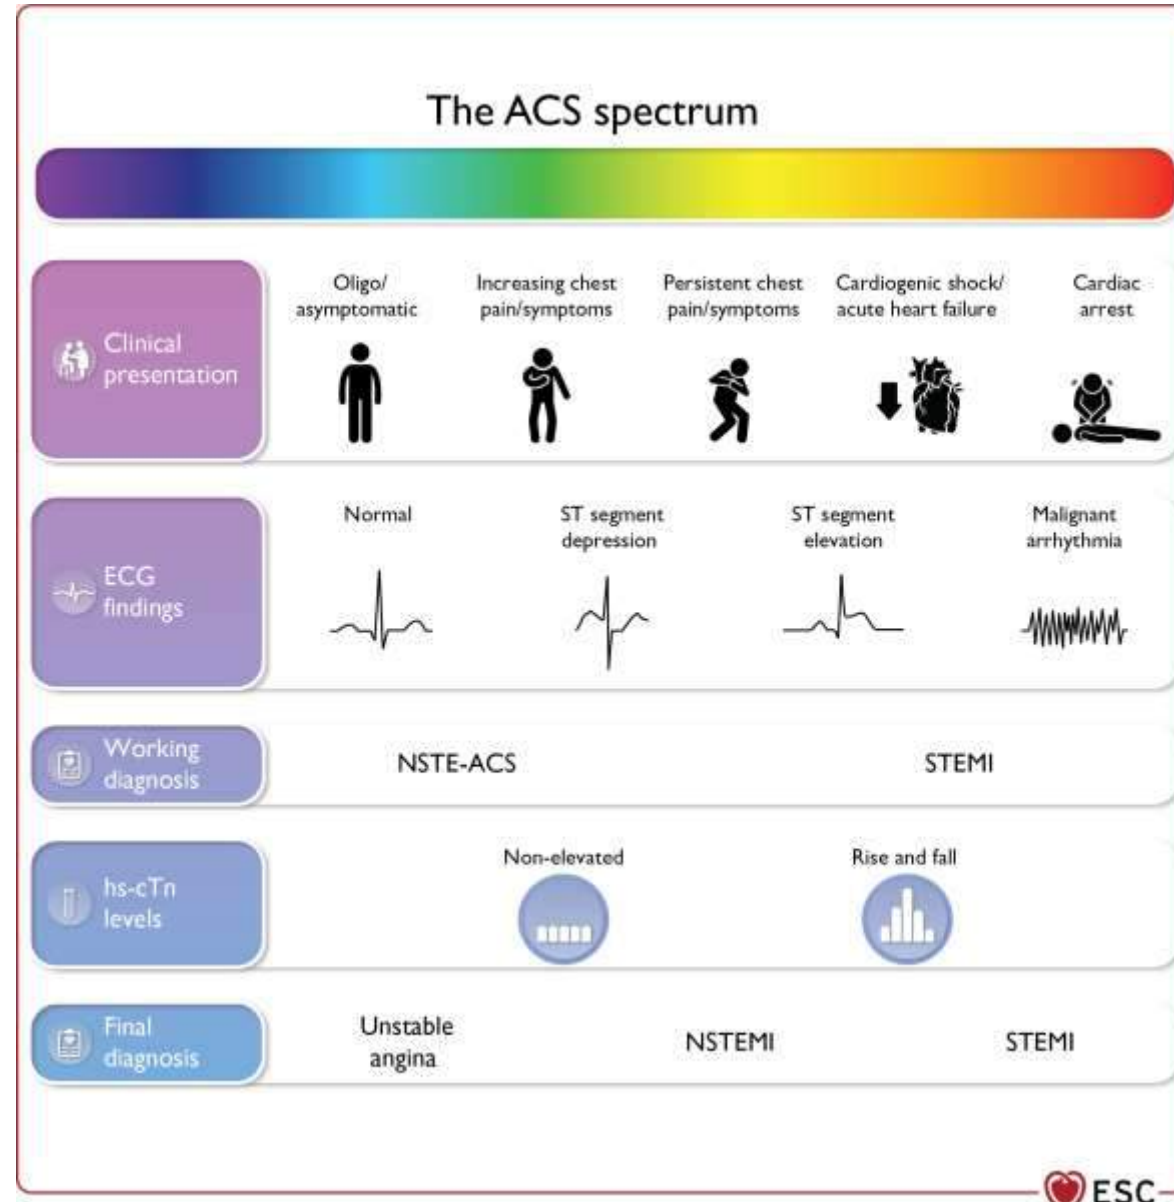 The ACS spectrum
Clinical
presentation
Oligo/
asymptomatic
Increasing chest
pain/symptoms
Persistent chest
pain/symptoms
Cardiogenic shock/
acute heart failure
Cardiac
arrest
ECG
findings
Normal
ST segment
depression
ST segment
elevation
Malignant
arrhythmia
Working
diagnosis
NSTE-ACS
STEMI
hs-cTn
levels
Non-elevated
Rise and fall
Final
diagnosis
Unstable
angina
NSTEMI
STEMI
ESC